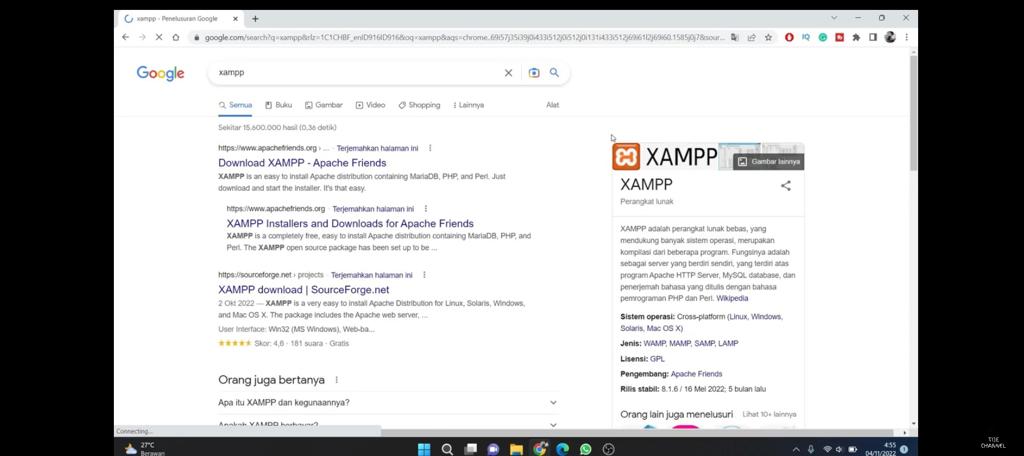 xampp - Penelusuran Google
google.com/search?q=xampp&rlz=1C1CHBF_enID916ID916&oq=xampp&aqs=chrome..69i57j35i39j0i433i512j0i512j0i131i433i512j69i61l2j69i60.1585j0j7&sour...
Google
xampp
Semua Buku Gambar Video Shopping Lainnya Alat
Sekitar 15.600.000 hasil (0,36 detik)
https://www.apachefriends.org › ... Terjemahkan halaman ini
Download XAMPP - Apache Friends
XAMPP is an easy to install Apache distribution containing MariaDB, PHP, and Perl. Just
download and start the installer. It's that easy.
https://www.apachefriends.org Terjemahkan halaman ini
XAMPP Installers and Downloads for Apache Friends
XAMPP is a completely free, easy to install Apache distribution containing MariaDB, PHP, and
Perl. The XAMPP open source package has been set up to be ...
https://sourceforge.net › projects Terjemahkan halaman ini
XAMPP download | SourceForge.net
2 Okt 2022 — XAMPP is a very easy to install Apache Distribution for Linux, Solaris, Windows,
and Mac OS X. The package includes the Apache web server, ...
User Interface: Win32 (MS Windows), Web-ba...
Skor: 4,6 · 181 suara · Gratis
Orang juga bertanya
Apa itu XAMPP dan kegunaannya?
Apakah XAMPP berbayar?
XAMPP
Gambar lainnya
XAMPP
Perangkat lunak
XAMPP adalah perangkat lunak bebas, yang
mendukung banyak sistem operasi, merupakan
kompilasi dari beberapa program. Fungsinya adalah
sebagai server yang berdiri sendiri, yang terdiri atas
program Apache HTTP Server, MySQL database, dan
penerjemah bahasa yang ditulis dengan bahasa
pemrograman PHP dan Perl. Wikipedia
Sistem operasi: Cross-platform (Linux, Windows,
Solaris, Mac OS X)
Jenis: WAMP, MAMP, SAMP, LAMP
Lisensi: GPL
Pengembang: Apache Friends
Rilis stabil: 8.1.6 / 16 Mei 2022; 5 bulan lalu
Orang lain juga menelusuri Lihat 10+ lainnya
Connecting...
27°C
Berawan
4:55
04/11/2022
CHANNEL